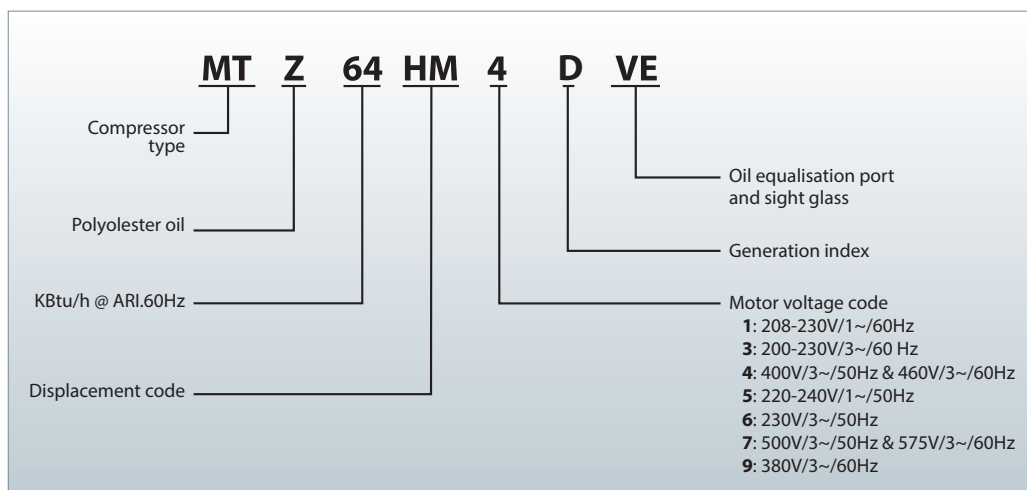 MT Z 64 HM 4 D VE
Compressor
type
Polyolester oil
KBtu/h @ ARI.60Hz
Displacement code
Oil equalisation port
and sight glass
Generation index
Motor voltage code
1: 208-230V/1~/60Hz
3: 200-230V/3~/60 Hz
4: 400V/3~/50Hz & 460V/3~/60Hz
5: 220-240V/1~/50Hz
6: 230V/3~/50Hz
7: 500V/3~/50Hz & 575V/3~/60Hz
9: 380V/3~/60Hz